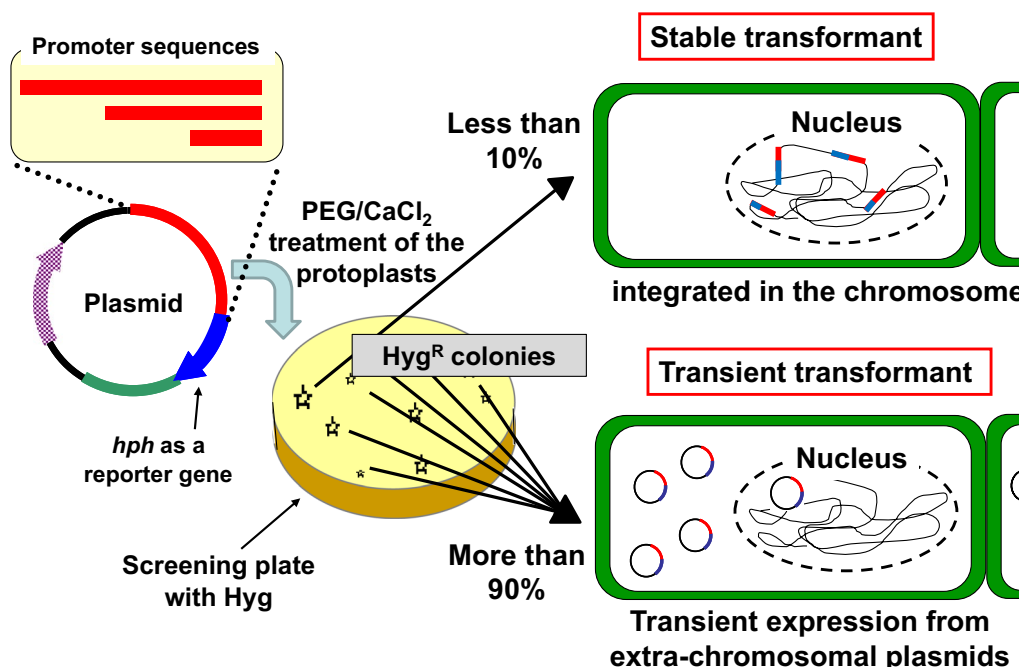 Promoter sequences
Plasmid
hph as a
reporter gene
PEG/CaCl₂
treatment of the
protoplasts
Hygᴿ colonies
Screening plate
with Hyg
Less than
10%
More than
90%
Stable transformant
Nucleus
integrated in the chromosome
Transient transformant
Nucleus
Transient expression from
extra-chromosomal plasmids